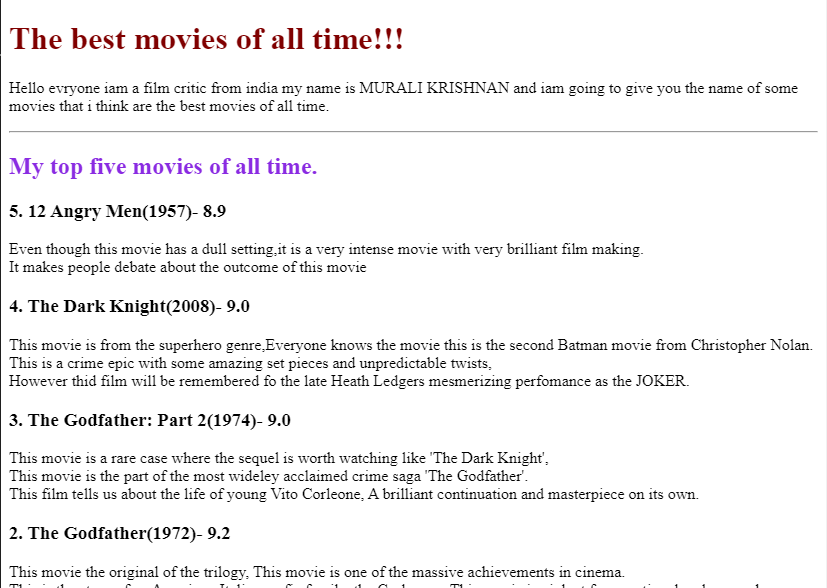 The best movies of all time!!!
Hello evryone iam a film critic from india my name is MURALI KRISHNAN and iam going to give you the name of some
movies that i think are the best movies of all time.
My top five movies of all time.
5. 12 Angry Men(1957)- 8.9
Even though this movie has a dull setting,it is a very intense movie with very brilliant film making.
It makes people debate about the outcome of this movie
4. The Dark Knight(2008)- 9.0
This movie is from the superhero genre,Everyone knows the movie this is the second Batman movie from Christopher Nolan.
This is a crime epic with some amazing set pieces and unpredictable twists,
However thid film will be remembered fo the late Heath Ledgers mesmerizing perfomance as the JOKER.
3. The Godfather: Part 2(1974)- 9.0
This movie is a rare case where the sequel is worth watching like 'The Dark Knight',
This movie is the part of the most wideley acclaimed crime saga 'The Godfather'.
This film tells us about the life of young Vito Corleone, A brilliant continuation and masterpiece on its own.
2. The Godfather(1972)- 9.2
This movie the original of the trilogy, This movie is one of the massive achievements in cinema.